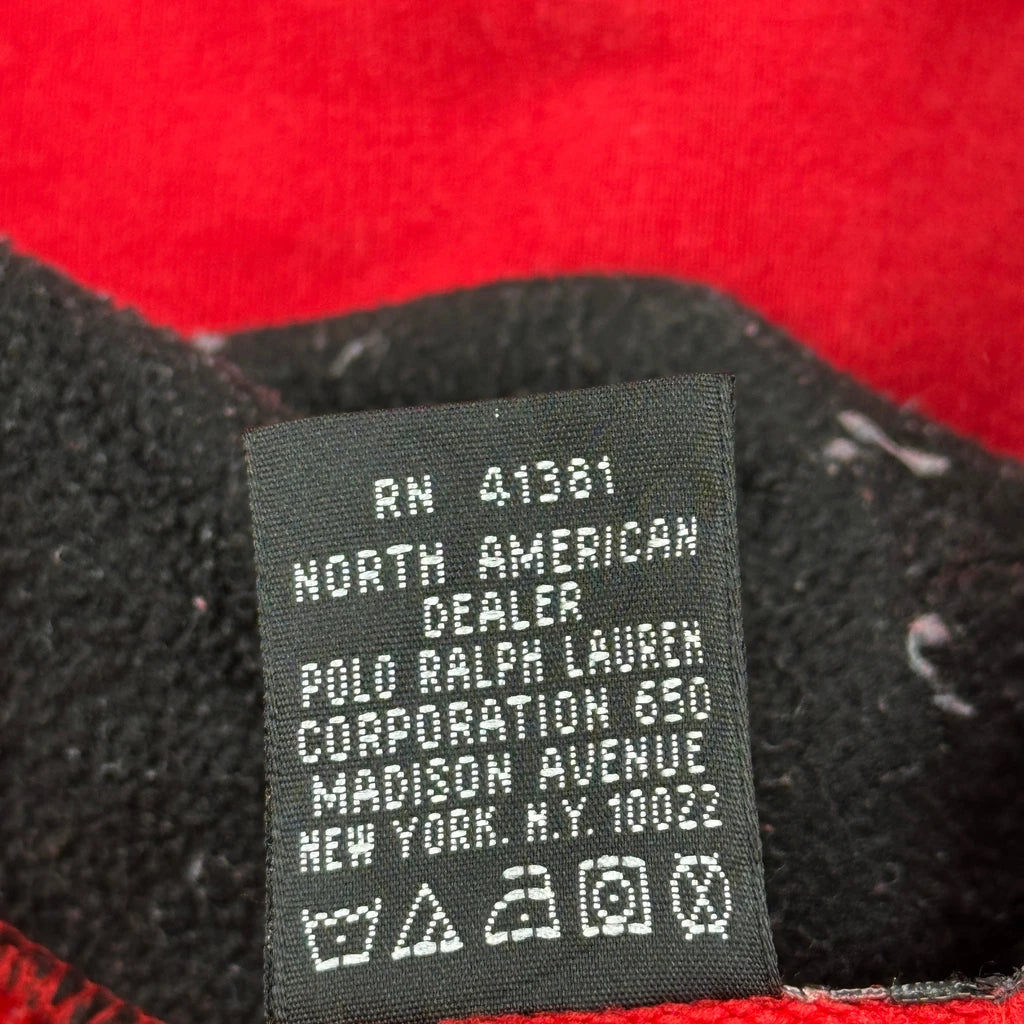 RN 41381
NORTH AMERICAN
DEALER
POLO RALPH LAUREN
CORPORATION 650
MADISON AVENUE
NEW YORK. N.Y. 10022